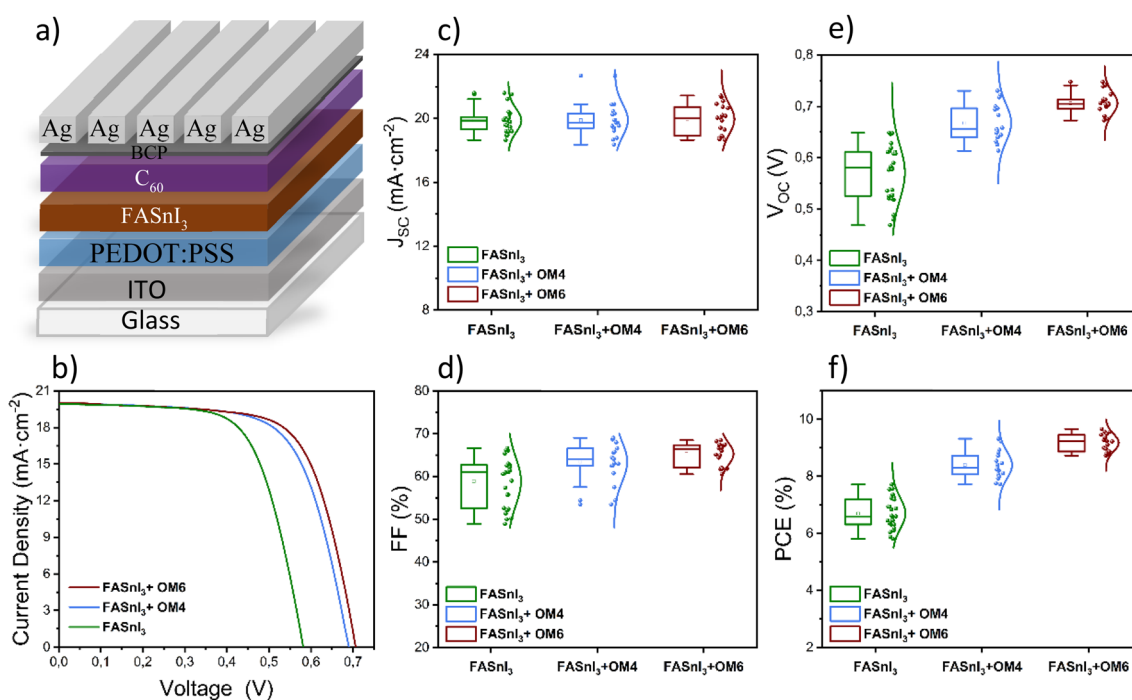 a)
Ag Ag Ag Ag Ag
BCP
C₆₀
FASnI₃
PEDOT:PSS
ITO
Glass
b)
Current Density (mA·cm⁻²)
21
18
15
12
9
6
3
0
FASnI₃+ OM6
FASnI₃+ OM4
FASnI₃
0,0 0,1 0,2 0,3 0,4 0,5 0,6 0,7
Voltage (V)
c)
J_SC (mA·cm⁻²)
24
20
16
12
8
FASnI₃
FASnI₃+ OM4
FASnI₃+ OM6
FASnI₃ FASnI₃+OM4 FASnI₃+OM6
d)
FF (%)
80
70
60
50
40
30
20
FASnI₃
FASnI₃+ OM4
FASnI₃+ OM6
FASnI₃ FASnI₃+OM4 FASnI₃+OM6
e)
V_OC (V)
0,8
0,7
0,6
0,5
0,4
0,3
FASnI₃
FASnI₃+ OM4
FASnI₃+ OM6
FASnI₃ FASnI₃+OM4 FASnI₃+OM6
f)
PCE (%)
10
8
6
4
2
FASnI₃
FASnI₃+ OM4
FASnI₃+ OM6
FASnI₃ FASnI₃+OM4 FASnI₃+OM6